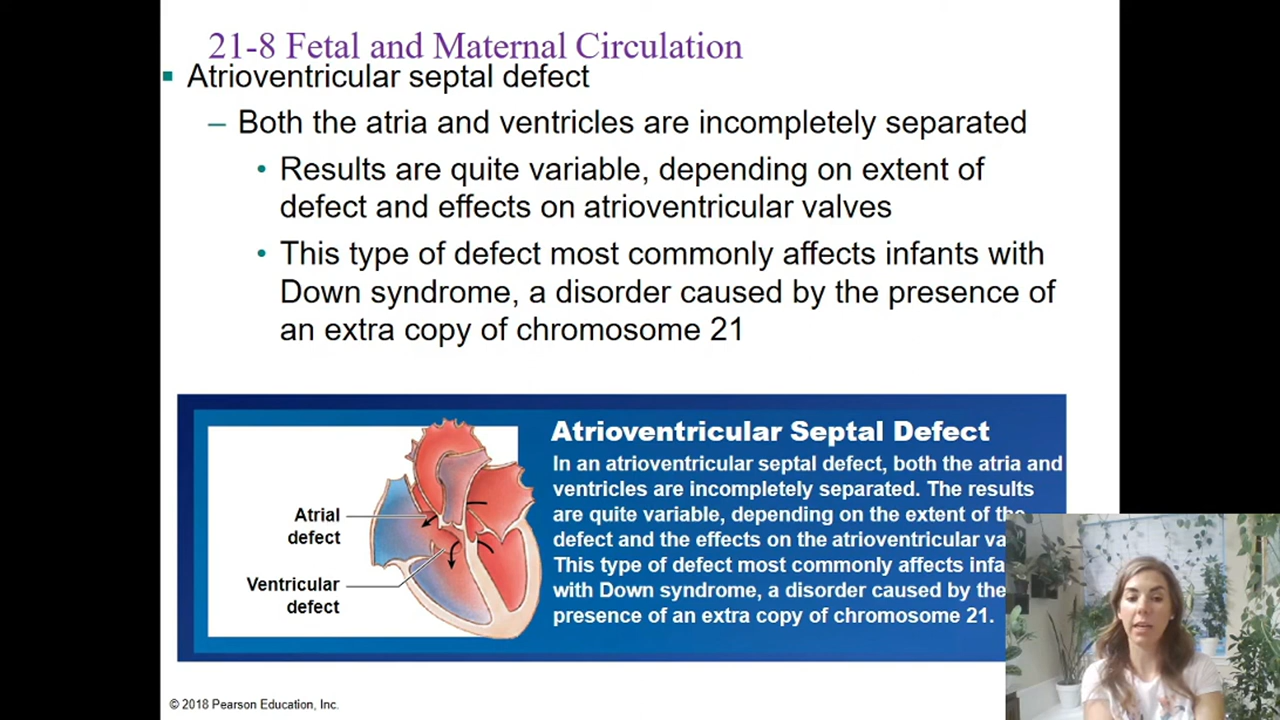 21-8 Fetal and Maternal Circulation
Atrioventricular septal defect
– Both the atria and ventricles are incompletely separated
• Results are quite variable, depending on extent of
defect and effects on atrioventricular valves
• This type of defect most commonly affects infants with
Down syndrome, a disorder caused by the presence of
an extra copy of chromosome 21
Atrial
defect
Ventricular
defect
Atrioventricular Septal Defect
In an atrioventricular septal defect, both the atria and
ventricles are incompletely separated. The results
are quite variable, depending on the extent of the
defect and the effects on the atrioventricular va
This type of defect most commonly affects infa
with Down syndrome, a disorder caused by the
presence of an extra copy of chromosome 21.
© 2018 Pearson Education, Inc.